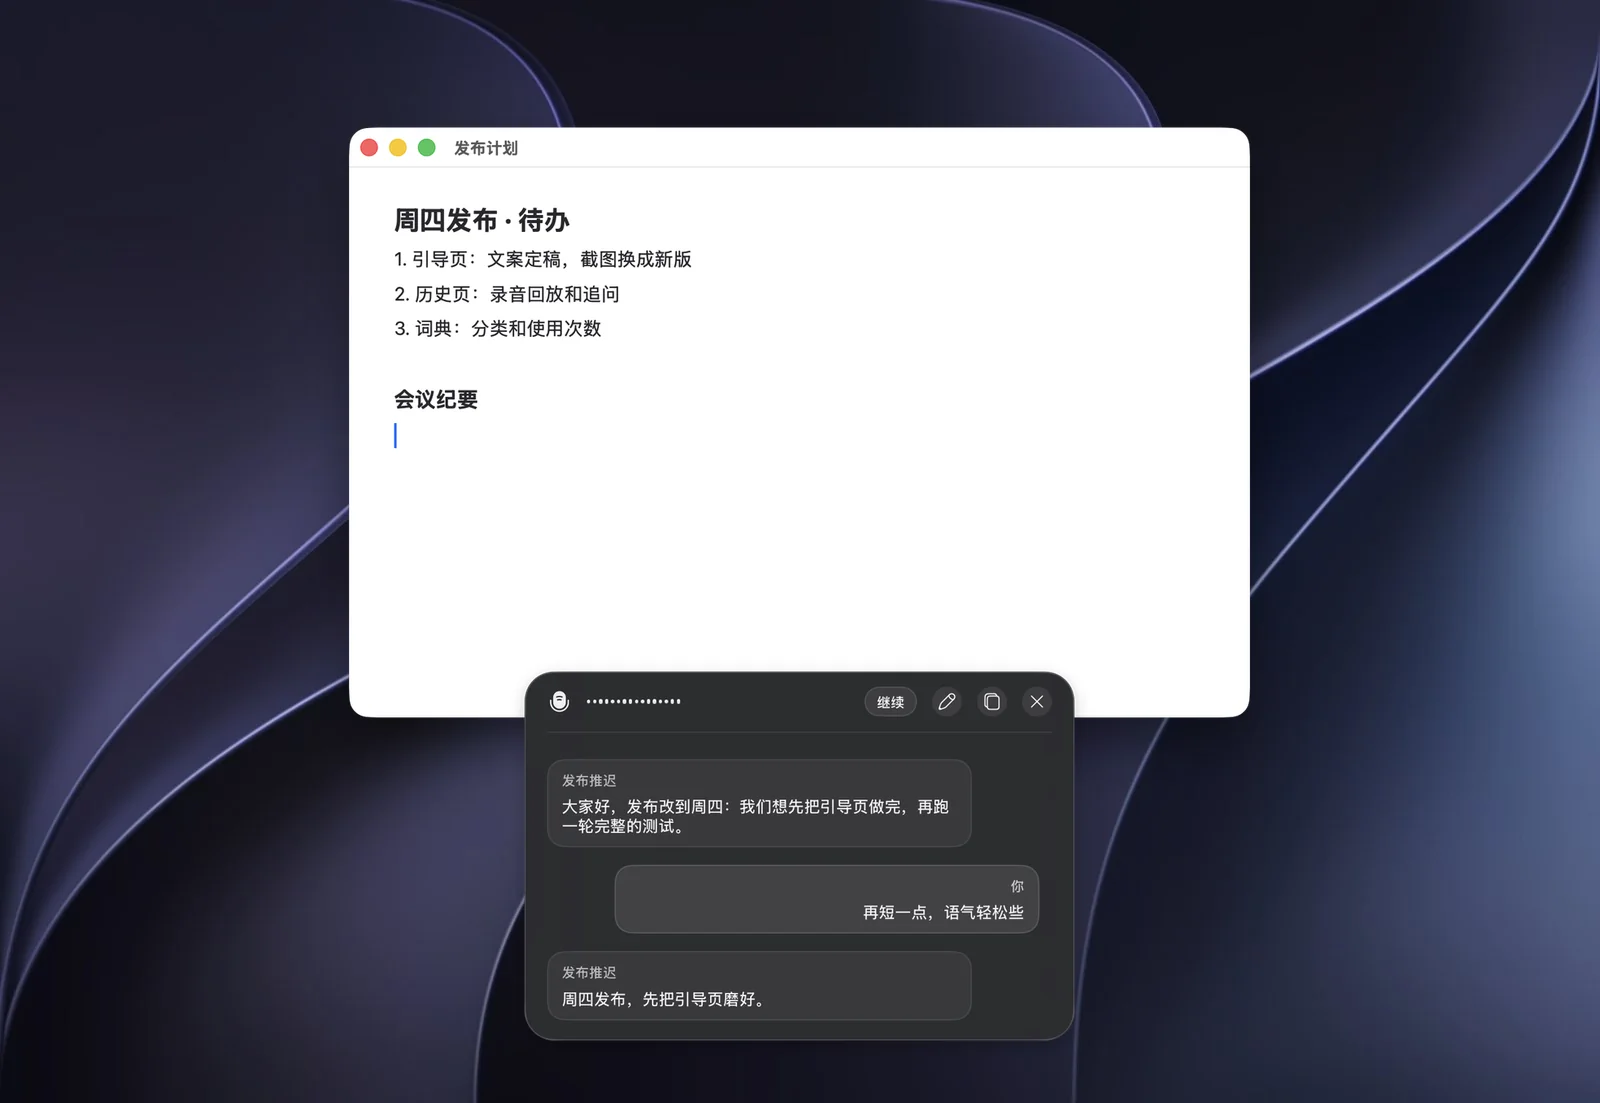 发布计划
周四发布 · 待办
1. 引导页：文案定稿，截图换成新版
2. 历史页：录音回放和追问
3. 词典：分类和使用次数
会议纪要
继续
发布推迟
大家好，发布改到周四：我们想先把引导页做完，再跑
一轮完整的测试。
你
再短一点，语气轻松些
发布推迟
周四发布，先把引导页磨好。